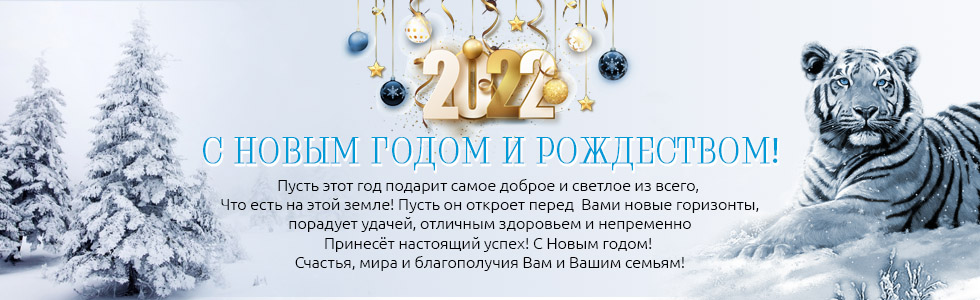 2022
С НОВЫМ ГОДОМ И РОЖДЕСТВОМ!
Пусть этот год подарит самое доброе и светлое из всего,
Что есть на этой земле! Пусть он откроет перед  Вами новые горизонты,
порадует удачей, отличным здоровьем и непременно
Принесёт настоящий успех! С Новым годом!
Счастья, мира и благополучия Вам и Вашим семьям!